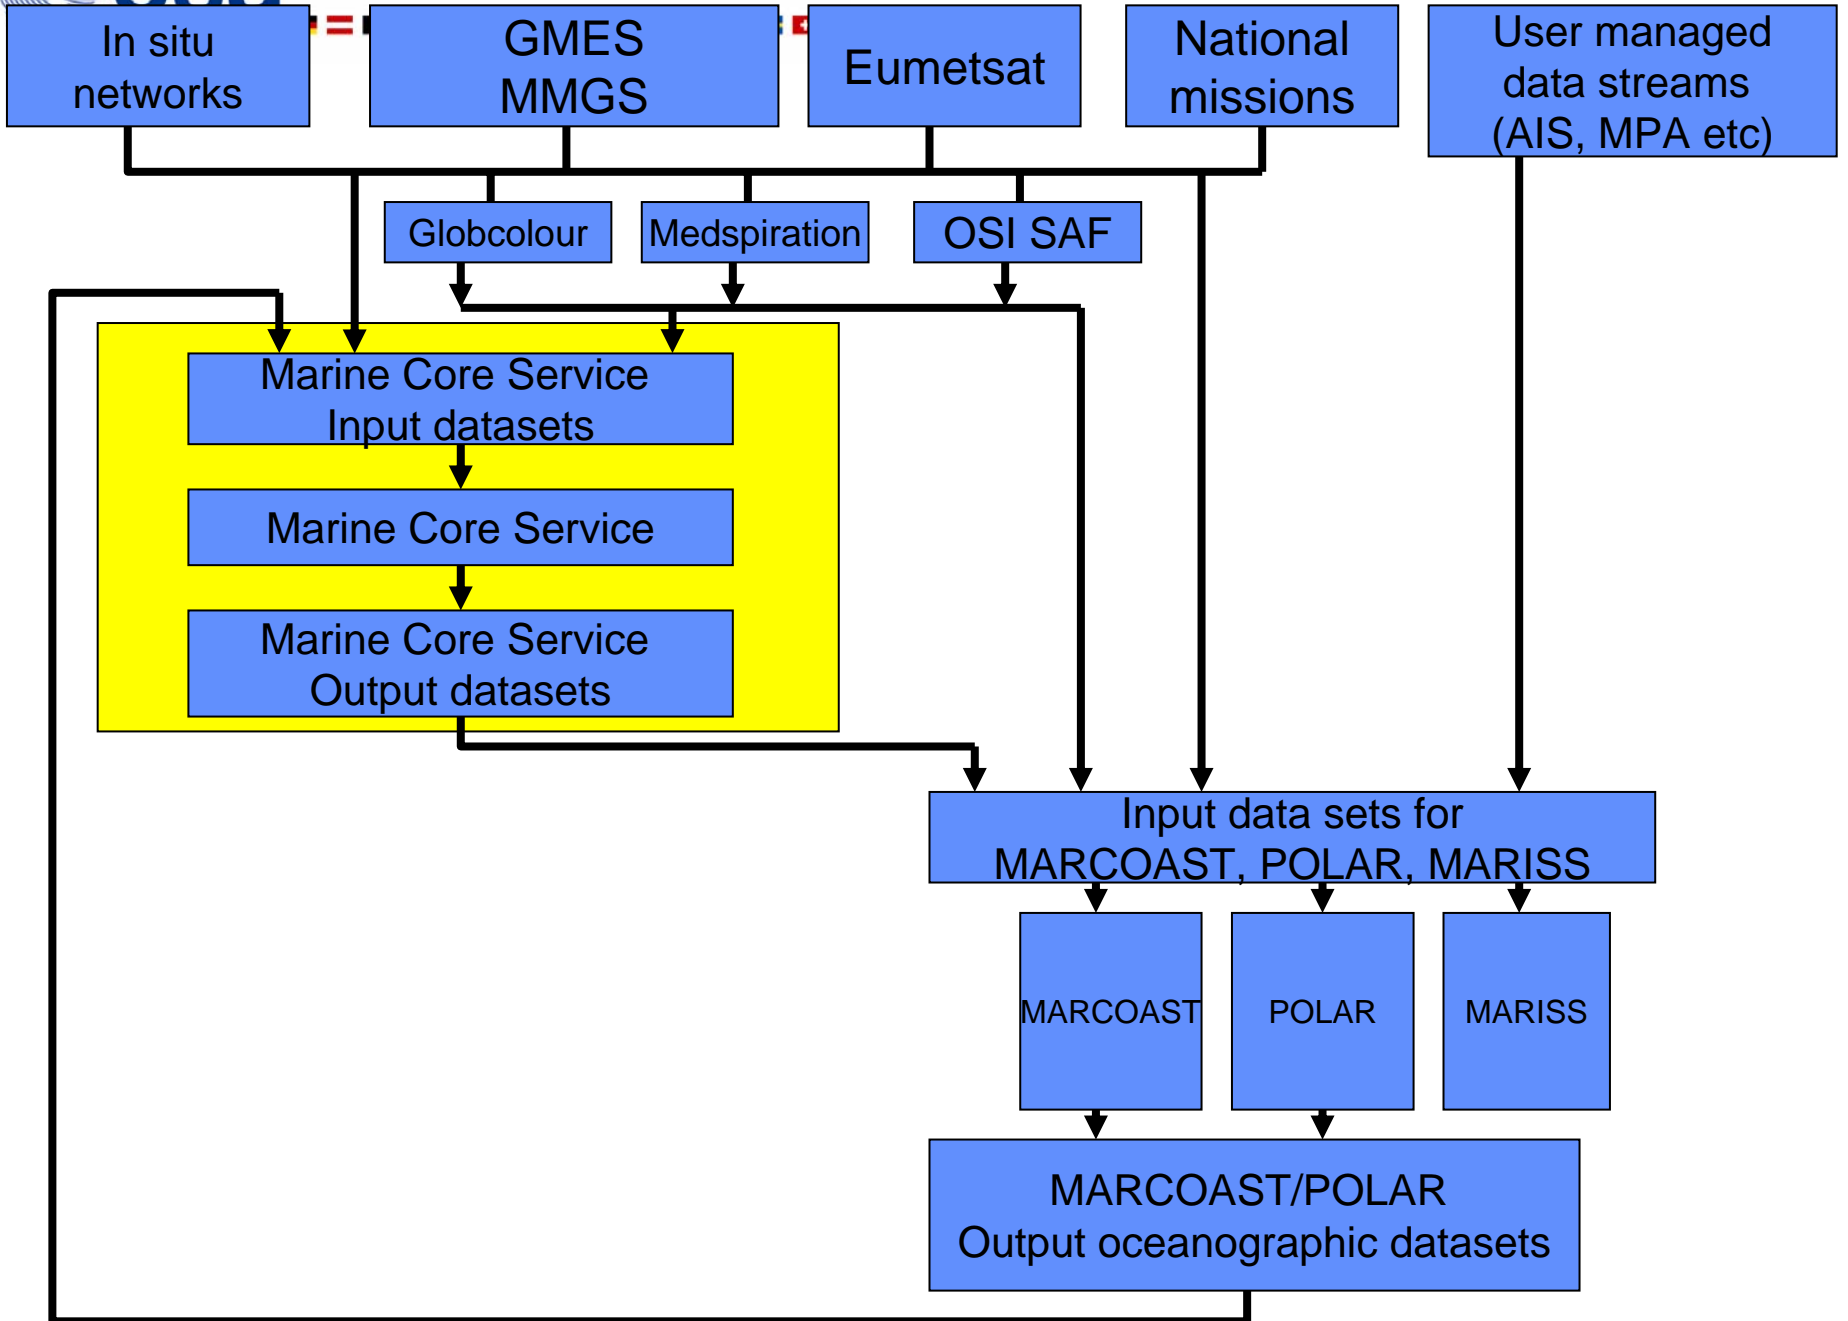 In situ
networks
GMES
MMGS
Eumetsat
National
missions
User managed
data streams
(AIS, MPA etc)
Globcolour
Medspiration
OSI SAF
Marine Core Service
Input datasets
Marine Core Service
Marine Core Service
Output datasets
Input data sets for
MARCOAST, POLAR, MARISS
MARCOAST
POLAR
MARISS
MARCOAST/POLAR
Output oceanographic datasets